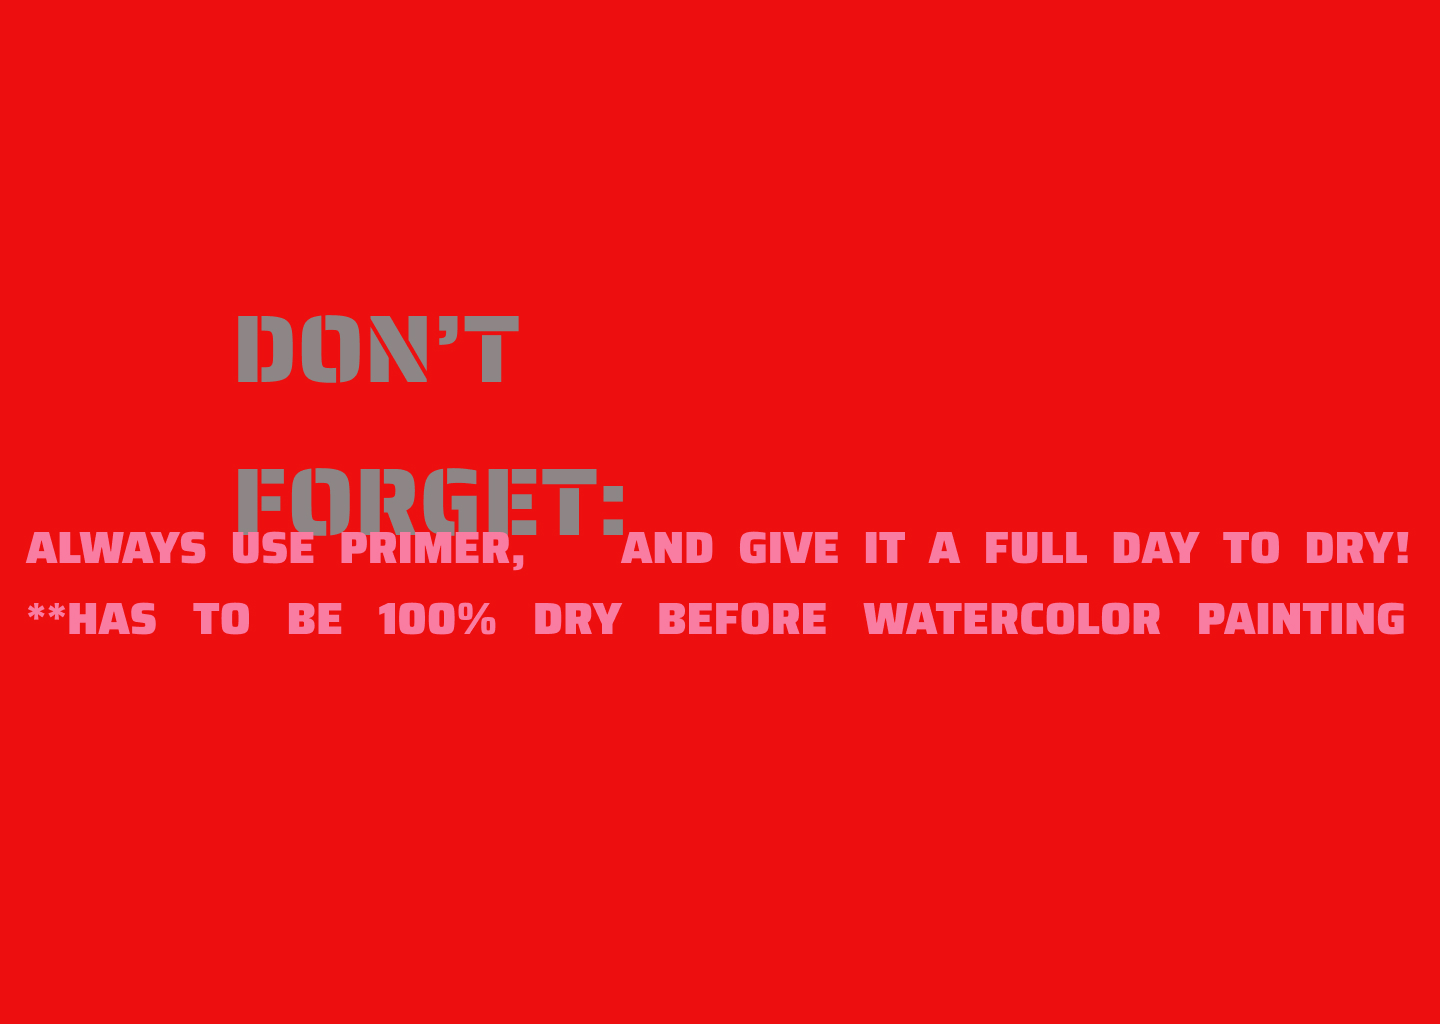 DON’T
FORGET:
ALWAYS USE PRIMER, AND GIVE IT A FULL DAY TO DRY!
**HAS TO BE 100% DRY BEFORE WATERCOLOR PAINTING